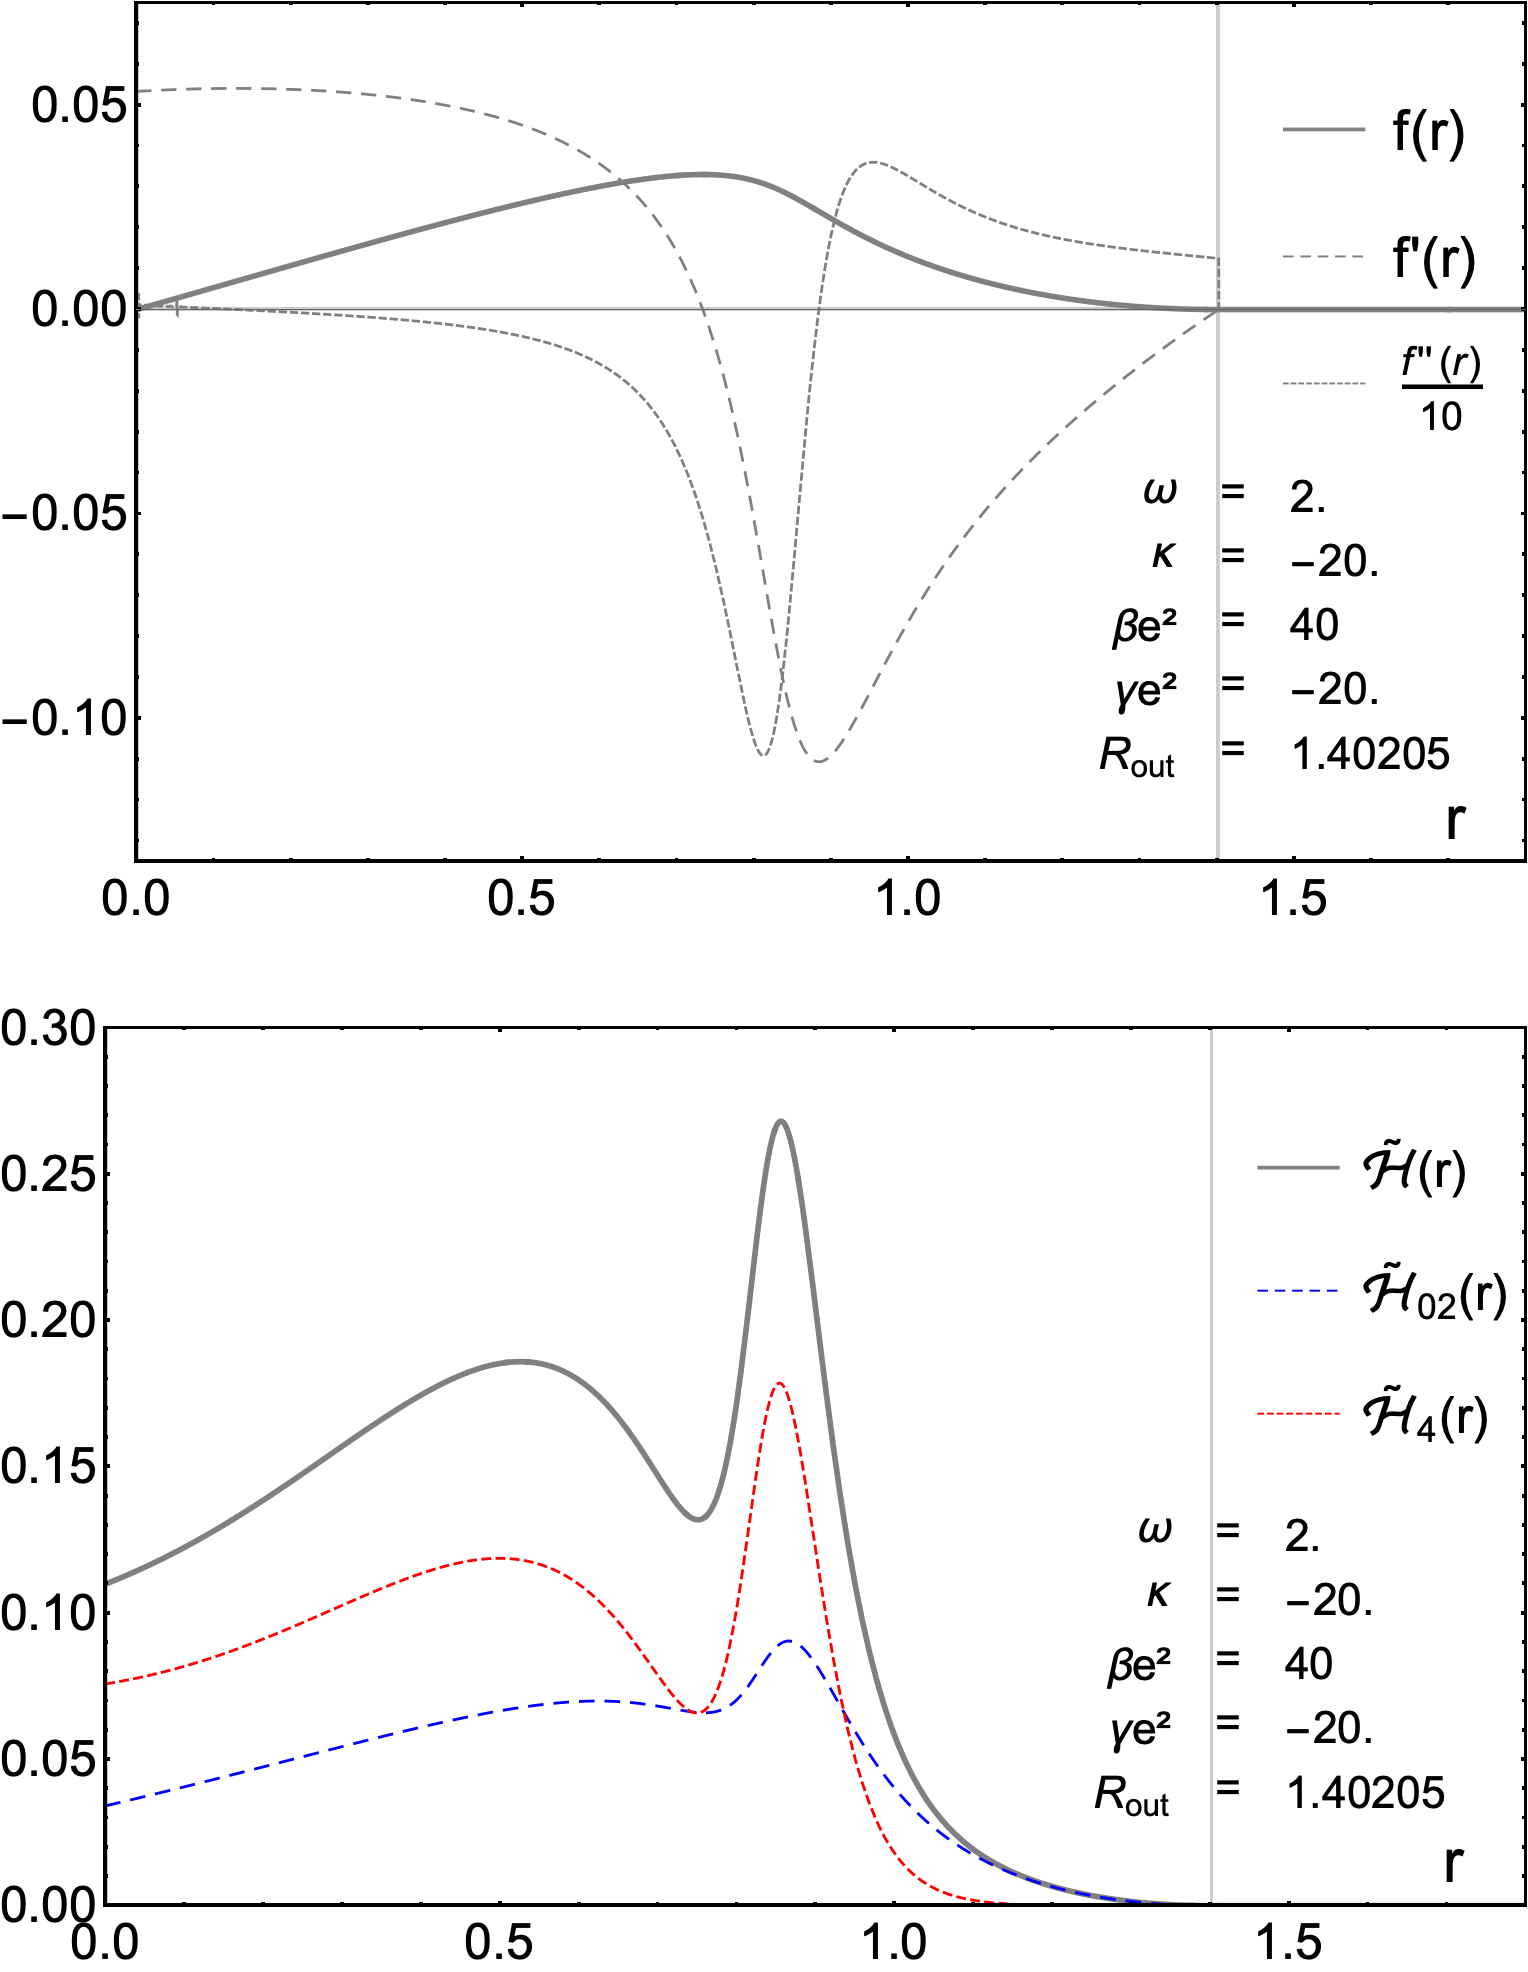 0.05
0.00
−0.05
−0.10
f(r)
f'(r)
f''(r)
10
ω = 2.
κ = −20.
βe² = 40
γe² = −20.
Rout = 1.40205
r
0.0 0.5 1.0 1.5
0.30
0.25
0.20
0.15
0.10
0.05
0.00
ℋ̃(r)
ℋ̃02(r)
ℋ̃4(r)
ω = 2.
κ = −20.
βe² = 40
γe² = −20.
Rout = 1.40205
r
0.0 0.5 1.0 1.5